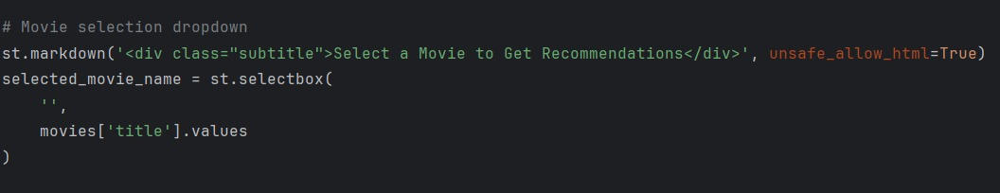 # Movie selection dropdown
st.markdown('<div class="subtitle">Select a Movie to Get Recommendations</div>', unsafe_allow_html=True)
selected_movie_name = st.selectbox(
    '',
    movies['title'].values
)